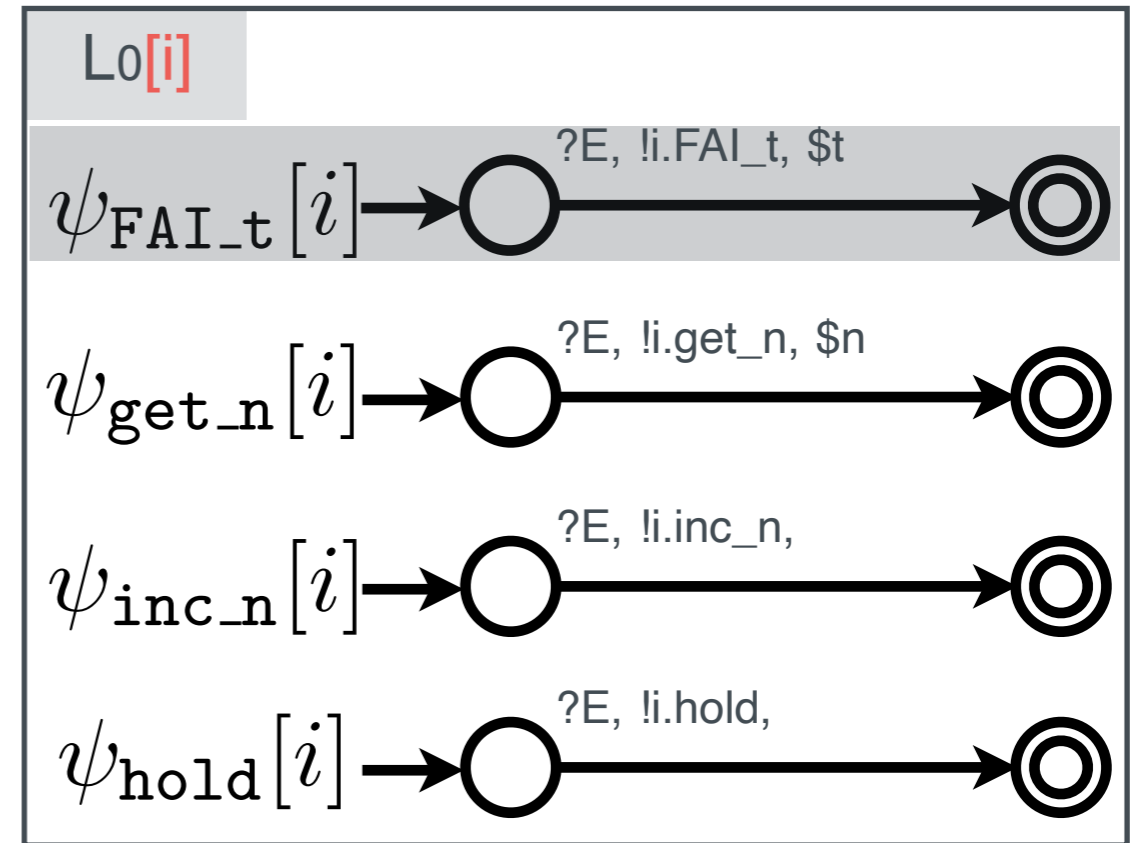 L0[i]
?E, !i.FAI_t, $t
ψFAI_t[i]
?E, !i.get_n, $n
ψget_n[i]
?E, !i.inc_n,
ψinc_n[i]
?E, !i.hold,
ψhold[i]